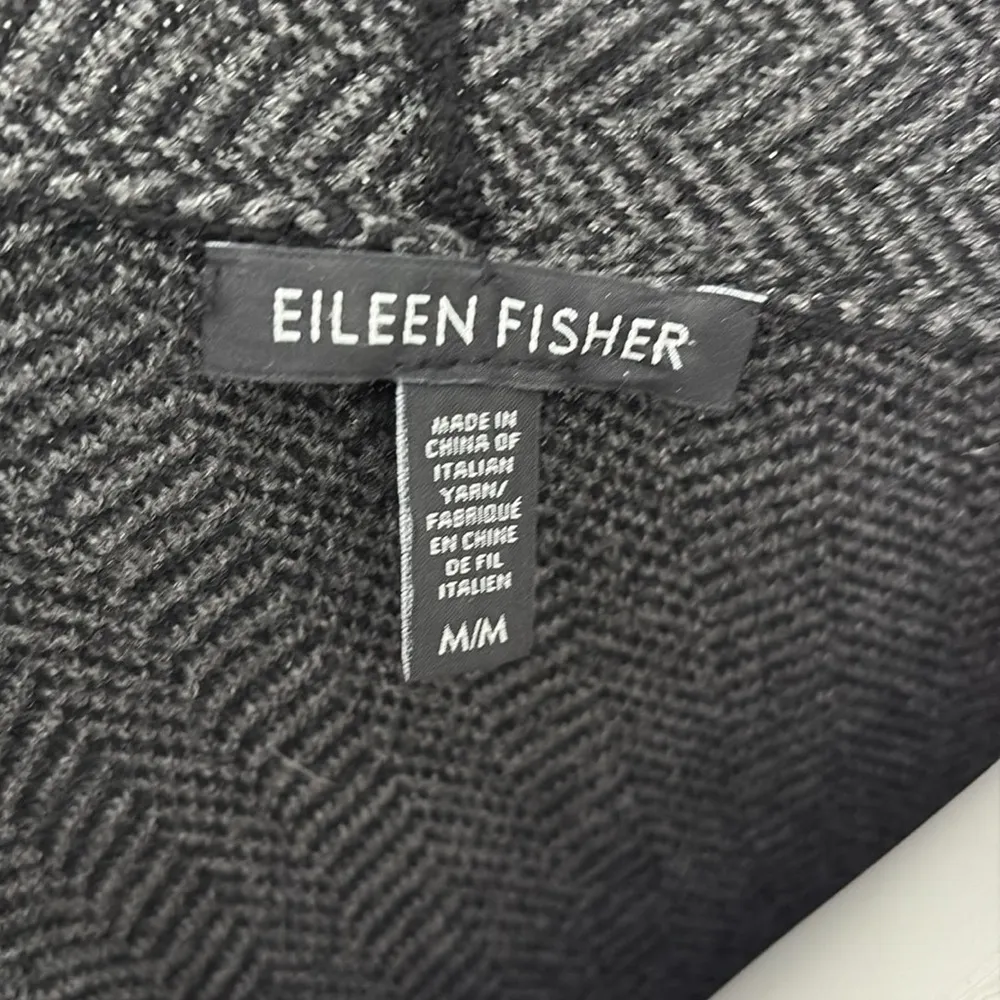 EILEEN FISHER
MADE IN
CHINA OF
ITALIAN
YARN/
FABRIQUÉ
EN CHINE
DE FIL
ITALIEN
M/M